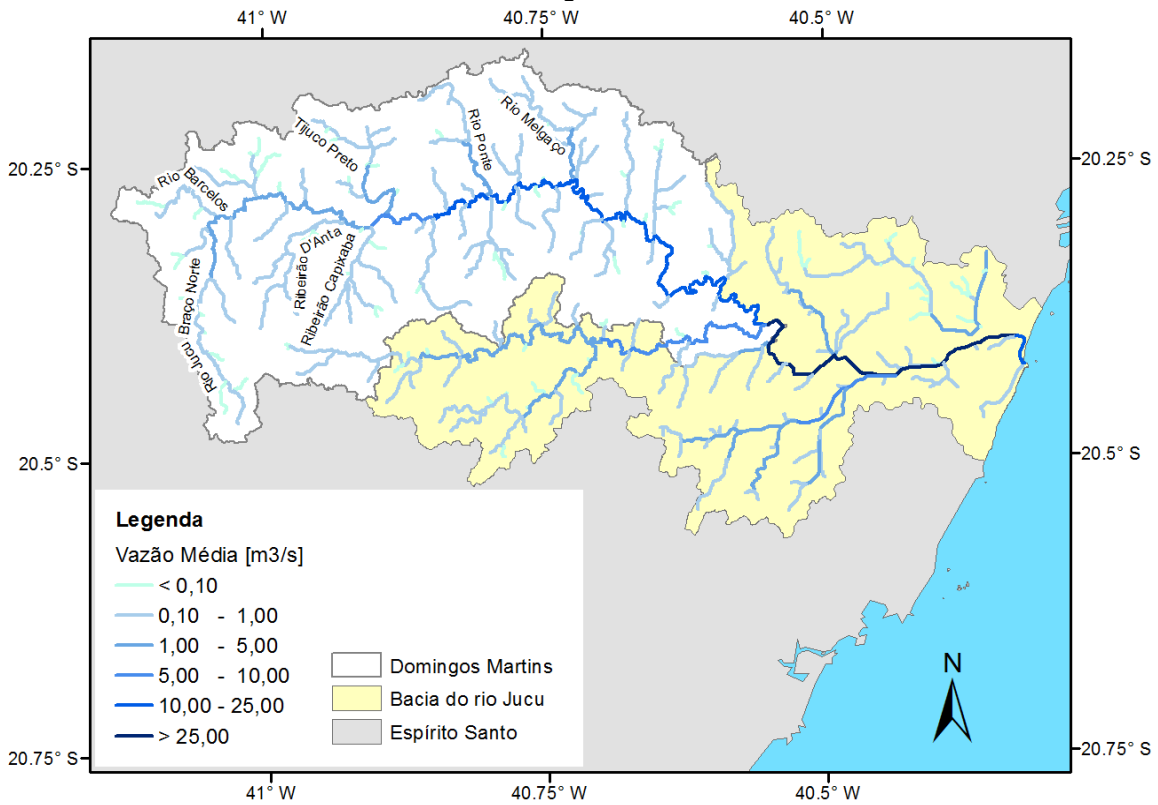 41° W
40.75° W
40.5° W
20.25° S
20.25° S
Rio Melgaço
Rio Ponte
Tijuco Preto
Rio Barcelos
Ribeirão D'Anta
Ribeirão Capixaba
Rio Jucu Braço Norte
20.5° S
20.5° S
Legenda
Vazão Média [m3/s]
< 0,10
0,10 - 1,00
1,00 - 5,00
5,00 - 10,00
10,00 - 25,00
> 25,00
Domingos Martins
Bacia do rio Jucu
Espírito Santo
N
20.75° S
20.75° S
41° W
40.75° W
40.5° W